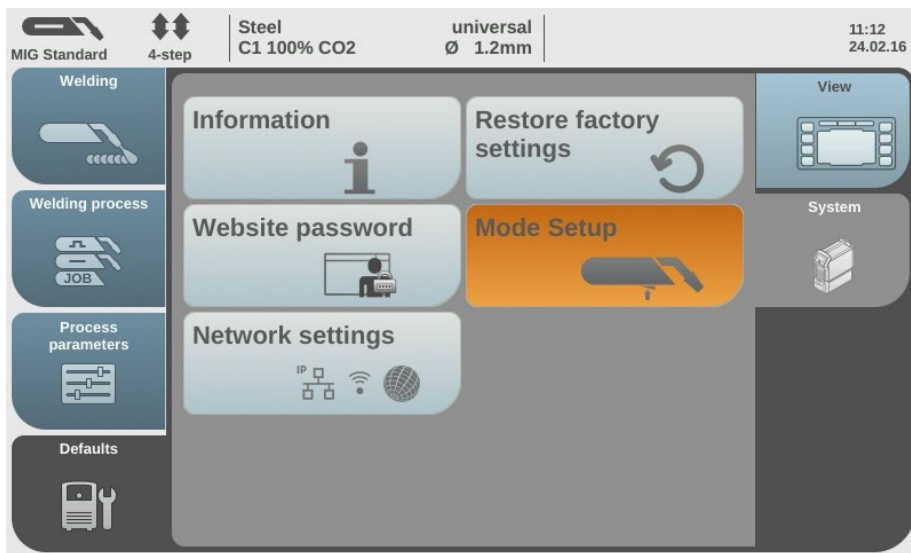 MIG Standard
4-step
Steel
C1 100% CO2
universal
Ø 1.2mm
11:12
24.02.16
Welding
Welding process
JOB
Process
parameters
Defaults
Information
Restore factory
settings
Website password
Mode Setup
Network settings
IP
View
System